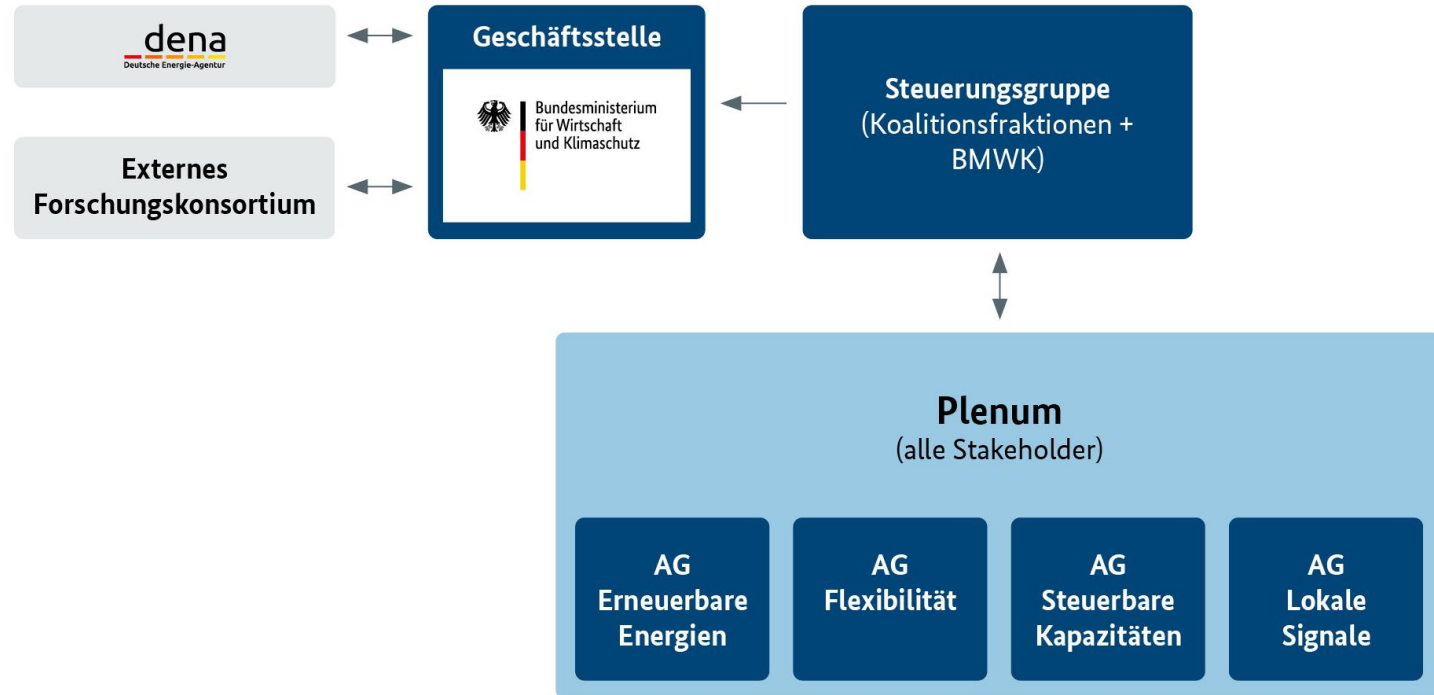 dena
Deutsche Energie-Agentur
Externes
Forschungskonsortium
Geschäftsstelle
Bundesministerium
für Wirtschaft
und Klimaschutz
Steuerungsgruppe
(Koalitionsfraktionen +
BMWK)
Plenum
(alle Stakeholder)
AG
Erneuerbare
Energien
AG
Flexibilität
AG
Steuerbare
Kapazitäten
AG
Lokale
Signale